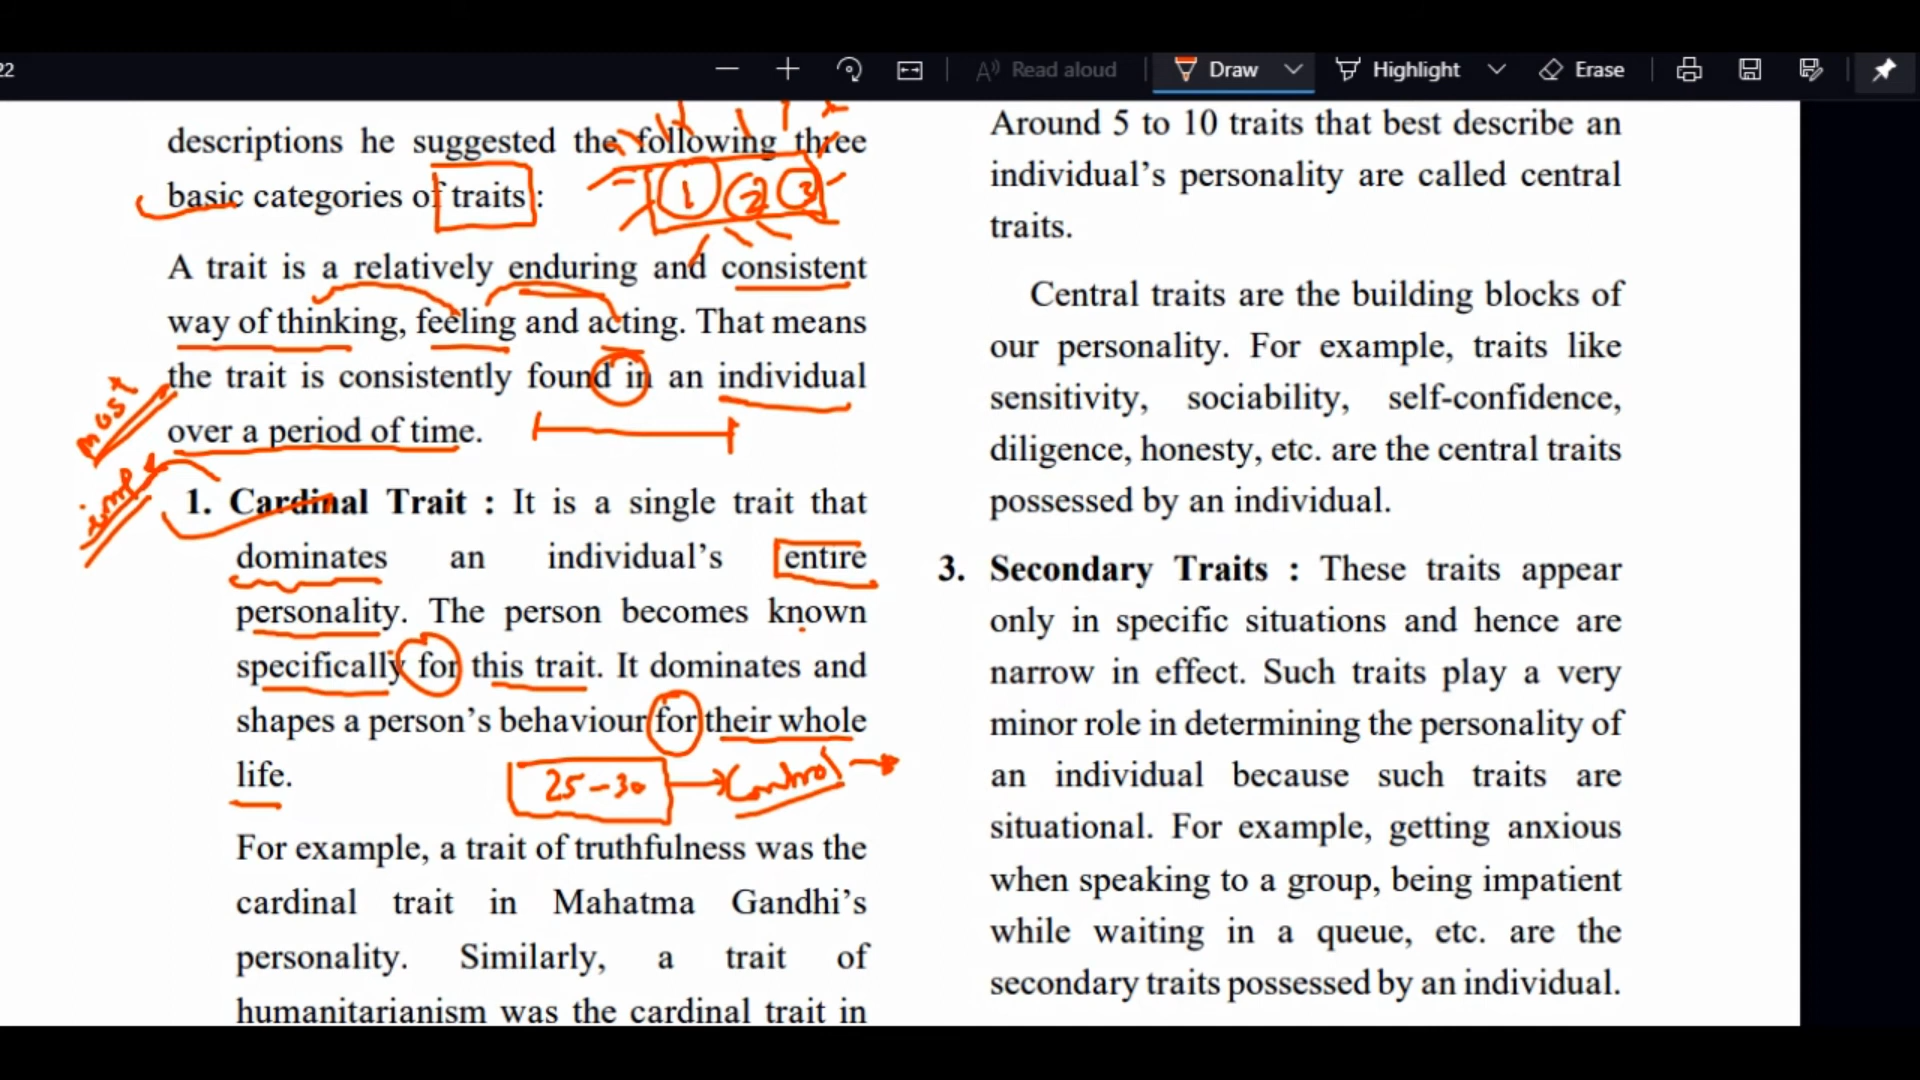 22
Read aloud
Draw
Highlight
Erase
descriptions he suggested the following three
basic categories of traits :
1 2 3
A trait is a relatively enduring and consistent
way of thinking, feeling and acting. That means
the trait is consistently found in an individual
over a period of time.
most
imp
1. Cardinal Trait : It is a single trait that
dominates an individual’s entire
personality. The person becomes known
specifically for this trait. It dominates and
shapes a person’s behaviour for their whole
life.
25-30 → Control →
For example, a trait of truthfulness was the
cardinal trait in Mahatma Gandhi’s
personality. Similarly, a trait of
humanitarianism was the cardinal trait in
Around 5 to 10 traits that best describe an
individual’s personality are called central
traits.
Central traits are the building blocks of
our personality. For example, traits like
sensitivity, sociability, self-confidence,
diligence, honesty, etc. are the central traits
possessed by an individual.
3. Secondary Traits : These traits appear
only in specific situations and hence are
narrow in effect. Such traits play a very
minor role in determining the personality of
an individual because such traits are
situational. For example, getting anxious
when speaking to a group, being impatient
while waiting in a queue, etc. are the
secondary traits possessed by an individual.